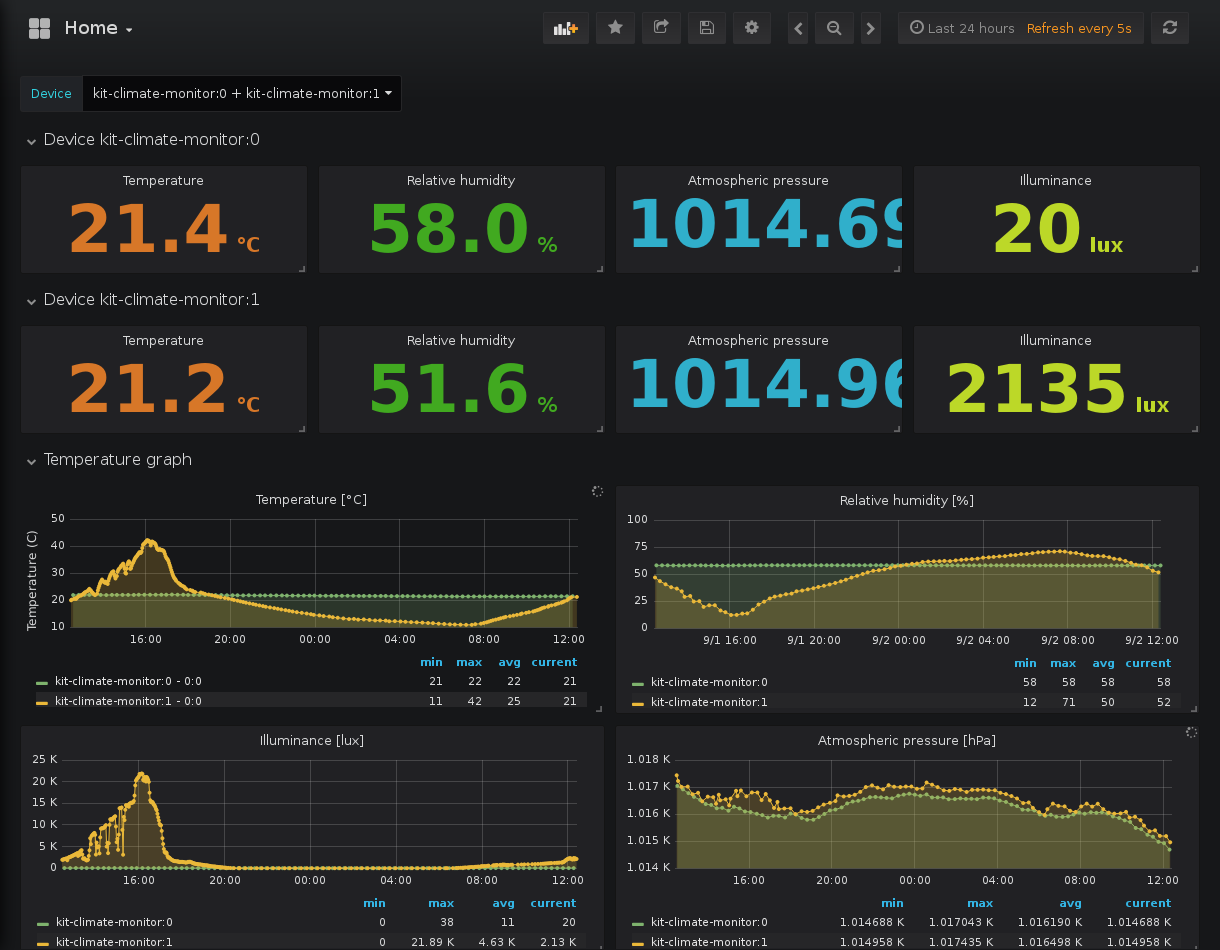 Home
Last 24 hours Refresh every 5s
Device kit-climate-monitor:0 + kit-climate-monitor:1
Device kit-climate-monitor:0
Temperature Relative humidity Atmospheric pressure Illuminance
21.4 °C 58.0 % 1014.69 20 lux
Device kit-climate-monitor:1
Temperature Relative humidity Atmospheric pressure Illuminance
21.2 °C 51.6 % 1014.96 2135 lux
Temperature graph
Temperature [°C]
Temperature (C)
50
40
30
20
10
16:00 20:00 00:00 04:00 08:00 12:00
min max avg current
kit-climate-monitor:0 - 0:0 21 22 22 21
kit-climate-monitor:1 - 0:0 11 42 25 21
Relative humidity [%]
100
75
50
25
0
9/1 16:00 9/1 20:00 9/2 00:00 9/2 04:00 9/2 08:00 9/2 12:00
min max avg current
kit-climate-monitor:0 58 58 58 58
kit-climate-monitor:1 12 71 50 52
Illuminance [lux]
25 K
20 K
15 K
10 K
5 K
0
16:00 20:00 00:00 04:00 08:00 12:00
min max avg current
kit-climate-monitor:0 0 38 11 20
kit-climate-monitor:1 0 21.89 K 4.63 K 2.13 K
Atmospheric pressure [hPa]
1.018 K
1.017 K
1.016 K
1.015 K
1.014 K
16:00 20:00 00:00 04:00 08:00 12:00
min max avg current
kit-climate-monitor:0 1.014688 K 1.017043 K 1.016190 K 1.014688 K
kit-climate-monitor:1 1.014958 K 1.017435 K 1.016498 K 1.014958 K